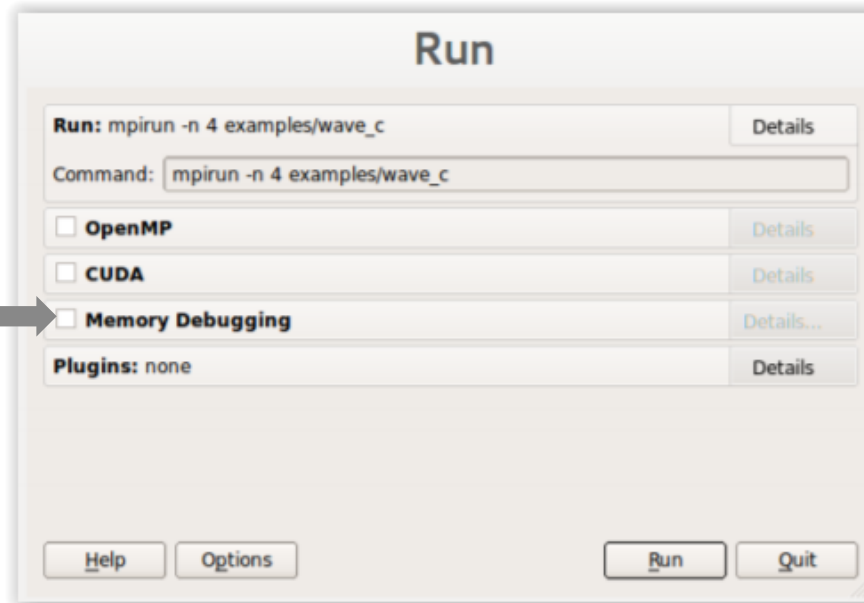 Run
Run: mpirun -n 4 examples/wave_c Details
Command: mpirun -n 4 examples/wave_c
OpenMP Details
CUDA Details
Memory Debugging Details...
Plugins: none Details
Help Options Run Quit